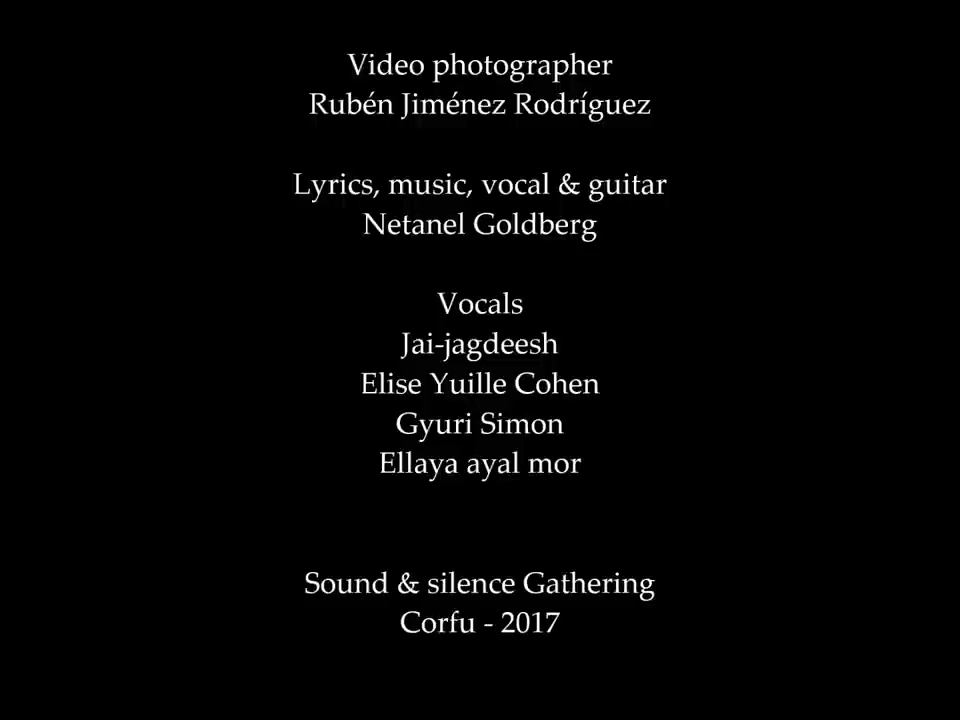 Video photographer
Rubén Jiménez Rodríguez
Lyrics, music, vocal & guitar
Netanel Goldberg
Vocals
Jai-jagdeesh
Elise Yuille Cohen
Gyuri Simon
Ellaya ayal mor
Sound & silence Gathering
Corfu - 2017